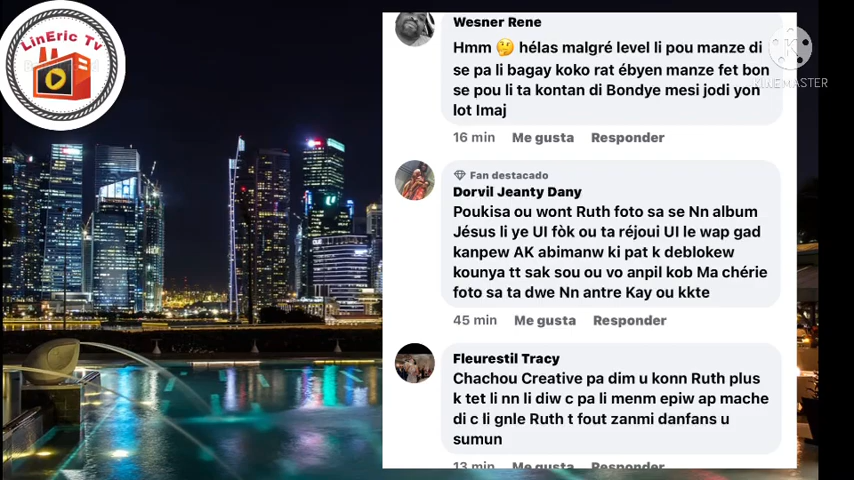 LinEric Tv
KINEMASTER
Wesner Rene
Hmm 🤔 hélas malgré level li pou manze di
se pa li bagay koko rat ébyen manze fet bon
se pou li ta kontan di Bondye mesi jodi yon
lot Imaj
16 min Me gusta Responder
Fan destacado
Dorvil Jeanty Dany
Poukisa ou wont Ruth foto sa se Nn album
Jésus li ye UI fòk ou ta réjoui UI le wap gad
kanpew AK abimanw ki pat k deblokew
kounya tt sak sou ou vo anpil kob Ma chérie
foto sa ta dwe Nn antre Kay ou kkte
45 min Me gusta Responder
Fleurestil Tracy
Chachou Creative pa dim u konn Ruth plus
k tet li nn li diw c pa li menm epiw ap mache
di c li gnle Ruth t fout zanmi danfans u
sumun
13 min Me gusta Responder